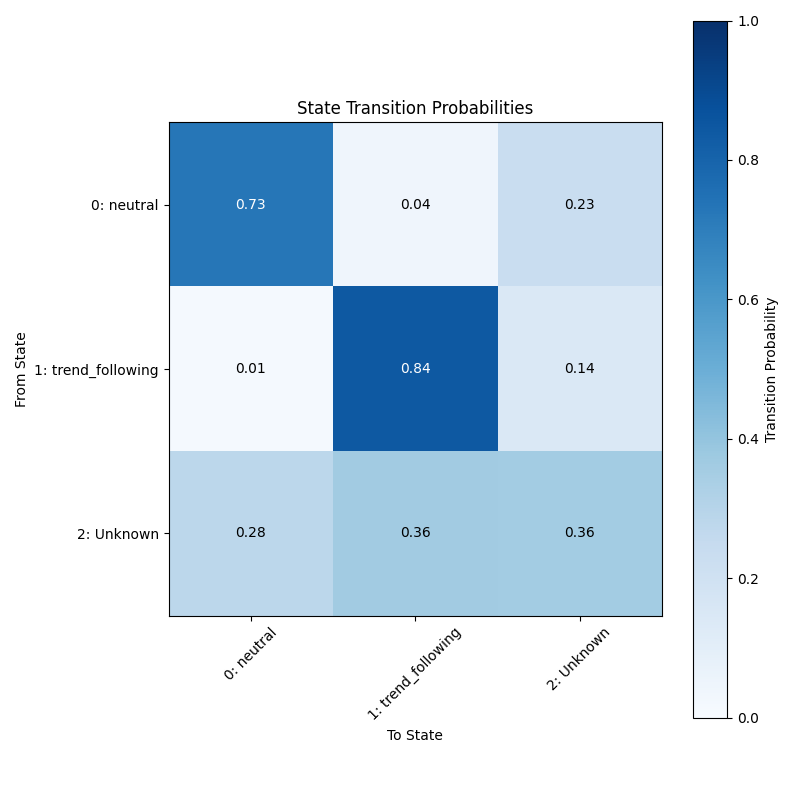 State Transition Probabilities
1.0
0.8
0.6
0.4
0.2
0.0
Transition Probability
From State
0: neutral
0.73
0.04
0.23
1: trend_following
0.01
0.84
0.14
2: Unknown
0.28
0.36
0.36
0: neutral
1: trend_following
2: Unknown
To State